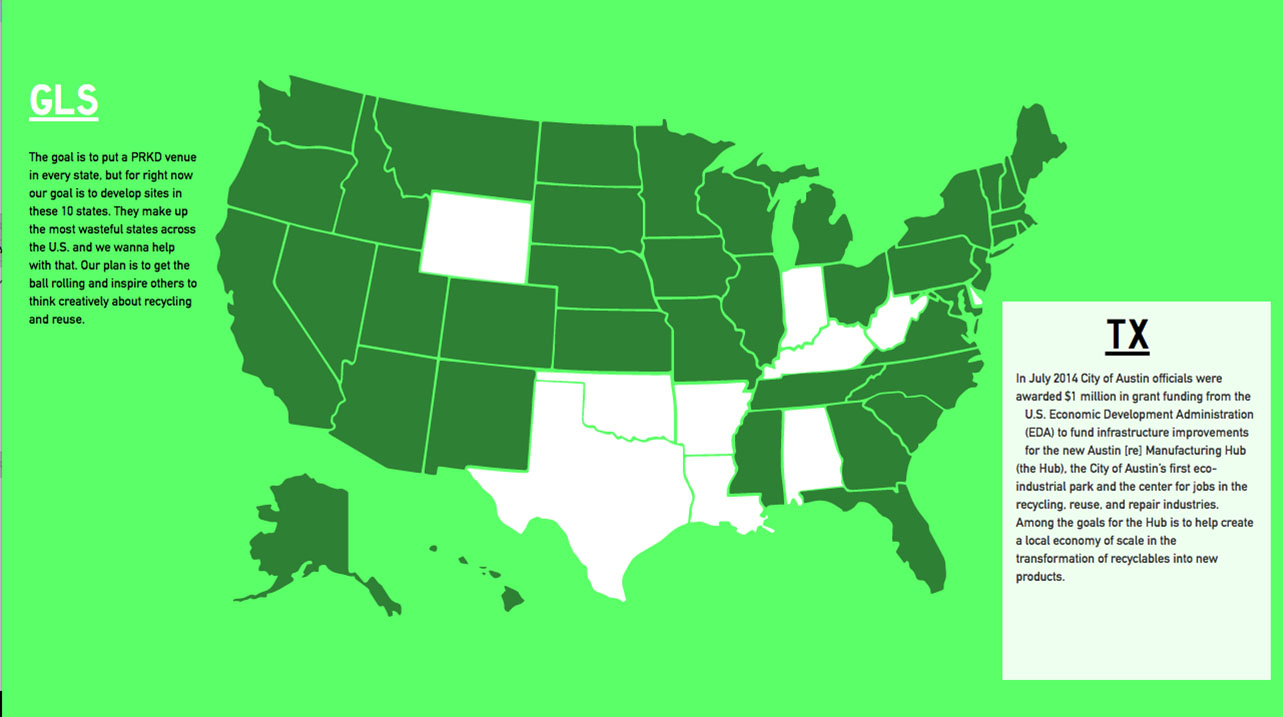 GLS
The goal is to put a PRKD venue
in every state, but for right now
our goal is to develop sites in
these 10 states. They make up
the most wasteful states across
the U.S. and we wanna help
with that. Our plan is to get the
ball rolling and inspire others to
think creatively about recycling
and reuse.
TX
In July 2014 City of Austin officials were
awarded $1 million in grant funding from the
U.S. Economic Development Administration
(EDA) to fund infrastructure improvements
for the new Austin [re] Manufacturing Hub
(the Hub), the City of Austin's first eco-
industrial park and the center for jobs in the
recycling, reuse, and repair industries.
Among the goals for the Hub is to help create
a local economy of scale in the
transformation of recyclables into new
products.